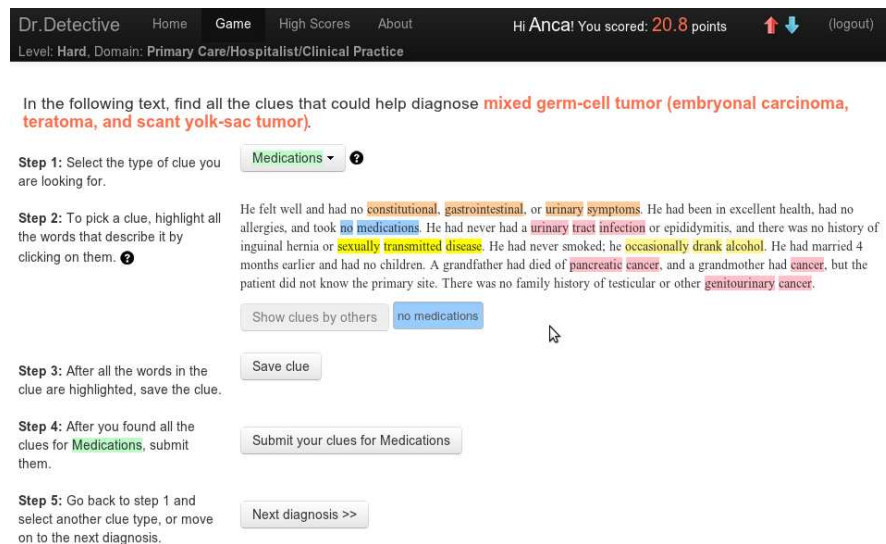 Dr.Detective Home Game High Scores About Hi Anca! You scored: 20.8 points (logout)
Level: Hard, Domain: Primary Care/Hospitalist/Clinical Practice
In the following text, find all the clues that could help diagnose mixed germ-cell tumor (embryonal carcinoma,
teratoma, and scant yolk-sac tumor).
Step 1: Select the type of clue you
are looking for.
Medications ?
Step 2: To pick a clue, highlight all
the words that describe it by
clicking on them. ?
He felt well and had no constitutional, gastrointestinal, or urinary symptoms. He had been in excellent health, had no
allergies, and took no medications. He had never had a urinary tract infection or epididymitis, and there was no history of
inguinal hernia or sexually transmitted disease. He had never smoked; he occasionally drank alcohol. He had married 4
months earlier and had no children. A grandfather had died of pancreatic cancer, and a grandmother had cancer, but the
patient did not know the primary site. There was no family history of testicular or other genitourinary cancer.
Show clues by others no medications
Step 3: After all the words in the
clue are highlighted, save the clue.
Save clue
Step 4: After you found all the
clues for Medications, submit
them.
Submit your clues for Medications
Step 5: Go back to step 1 and
select another clue type, or move
on to the next diagnosis.
Next diagnosis >>